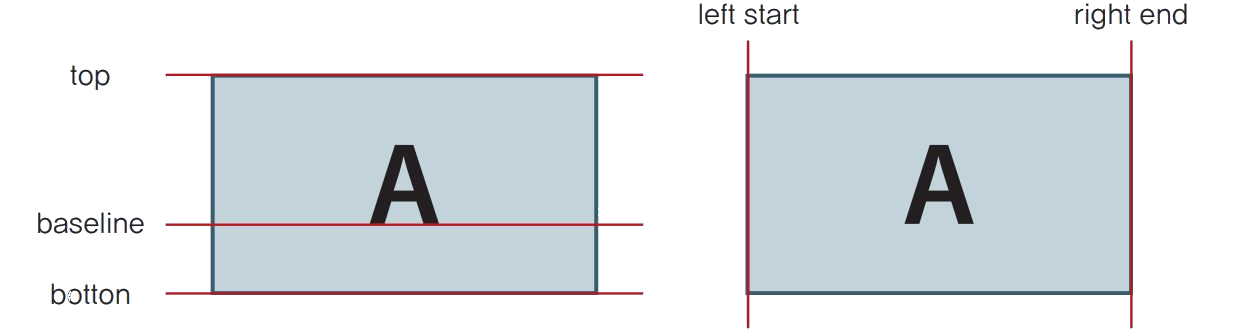 left start
right end
top
A
A
baseline
botton